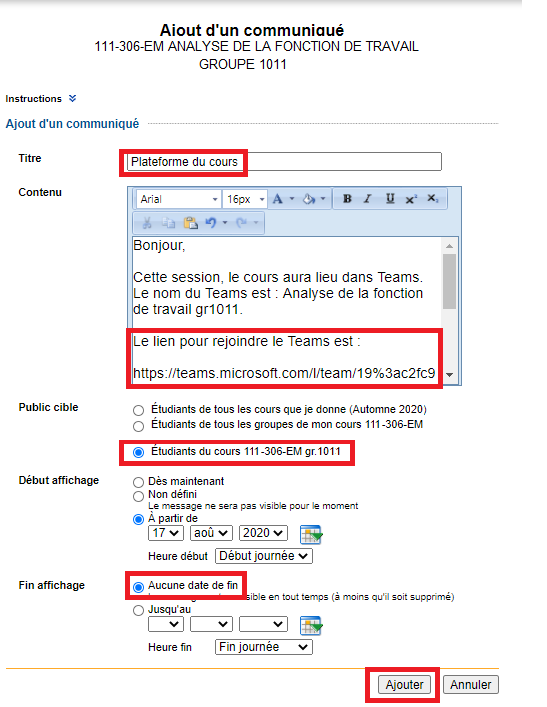 Ajout d'un communiqué
111-306-EM ANALYSE DE LA FONCTION DE TRAVAIL
GROUPE 1011
Instructions
Ajout d'un communiqué
Titre
Plateforme du cours
Contenu
Arial 16px A B I U x² x₂
Bonjour,
Cette session, le cours aura lieu dans Teams.
Le nom du Teams est : Analyse de la fonction
de travail gr1011.
Le lien pour rejoindre le Teams est :
https://teams.microsoft.com/l/team/19%3ac2fc9
Public cible
Étudiants de tous les cours que je donne (Automne 2020)
Étudiants de tous les groupes de mon cours 111-306-EM
Étudiants du cours 111-306-EM gr.1011
Début affichage
Dès maintenant
Non défini
Le message ne sera pas visible pour le moment
À partir de
17 aoû 2020
Heure début Début journée
Fin affichage
Aucune date de fin
ible en tout temps (à moins qu'il soit supprimé)
Jusqu'au
Heure fin Fin journée
Ajouter Annuler